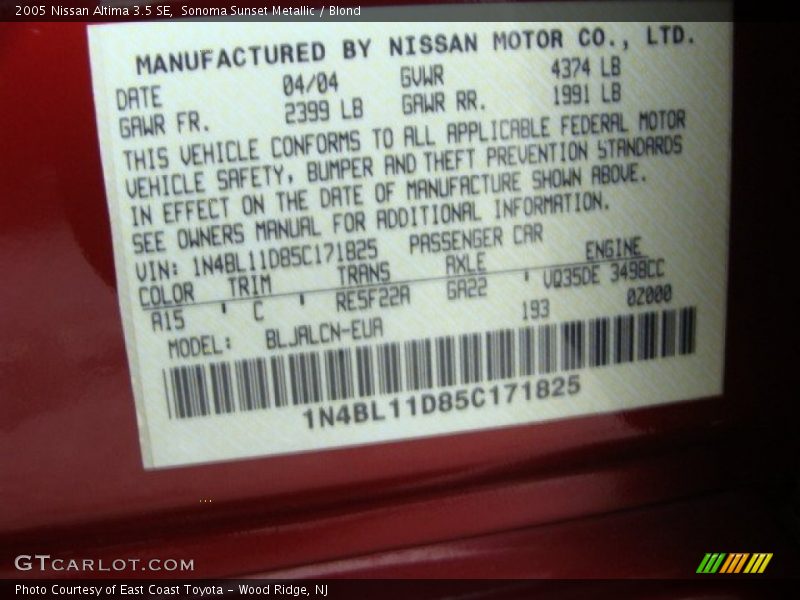 2005 Nissan Altima 3.5 SE, Sonoma Sunset Metallic / Blond
MANUFACTURED BY NISSAN MOTOR CO., LTD.
DATE 04/04 GVWR 4374 LB
GAWR FR. 2399 LB GAWR RR. 1991 LB
THIS VEHICLE CONFORMS TO ALL APPLICABLE FEDERAL MOTOR
VEHICLE SAFETY, BUMPER AND THEFT PREVENTION STANDARDS
IN EFFECT ON THE DATE OF MANUFACTURE SHOWN ABOVE.
SEE OWNERS MANUAL FOR ADDITIONAL INFORMATION.
VIN: 1N4BL11D85C171825 PASSENGER CAR
COLOR TRIM TRANS AXLE ENGINE
A15 ' C ' RE5F22A GA22 ' VQ35DE 3498CC
193 0Z000
MODEL: BLJALCN-EUA
1N4BL11D85C171825
GTCARLOT.COM
Photo Courtesy of East Coast Toyota - Wood Ridge, NJ